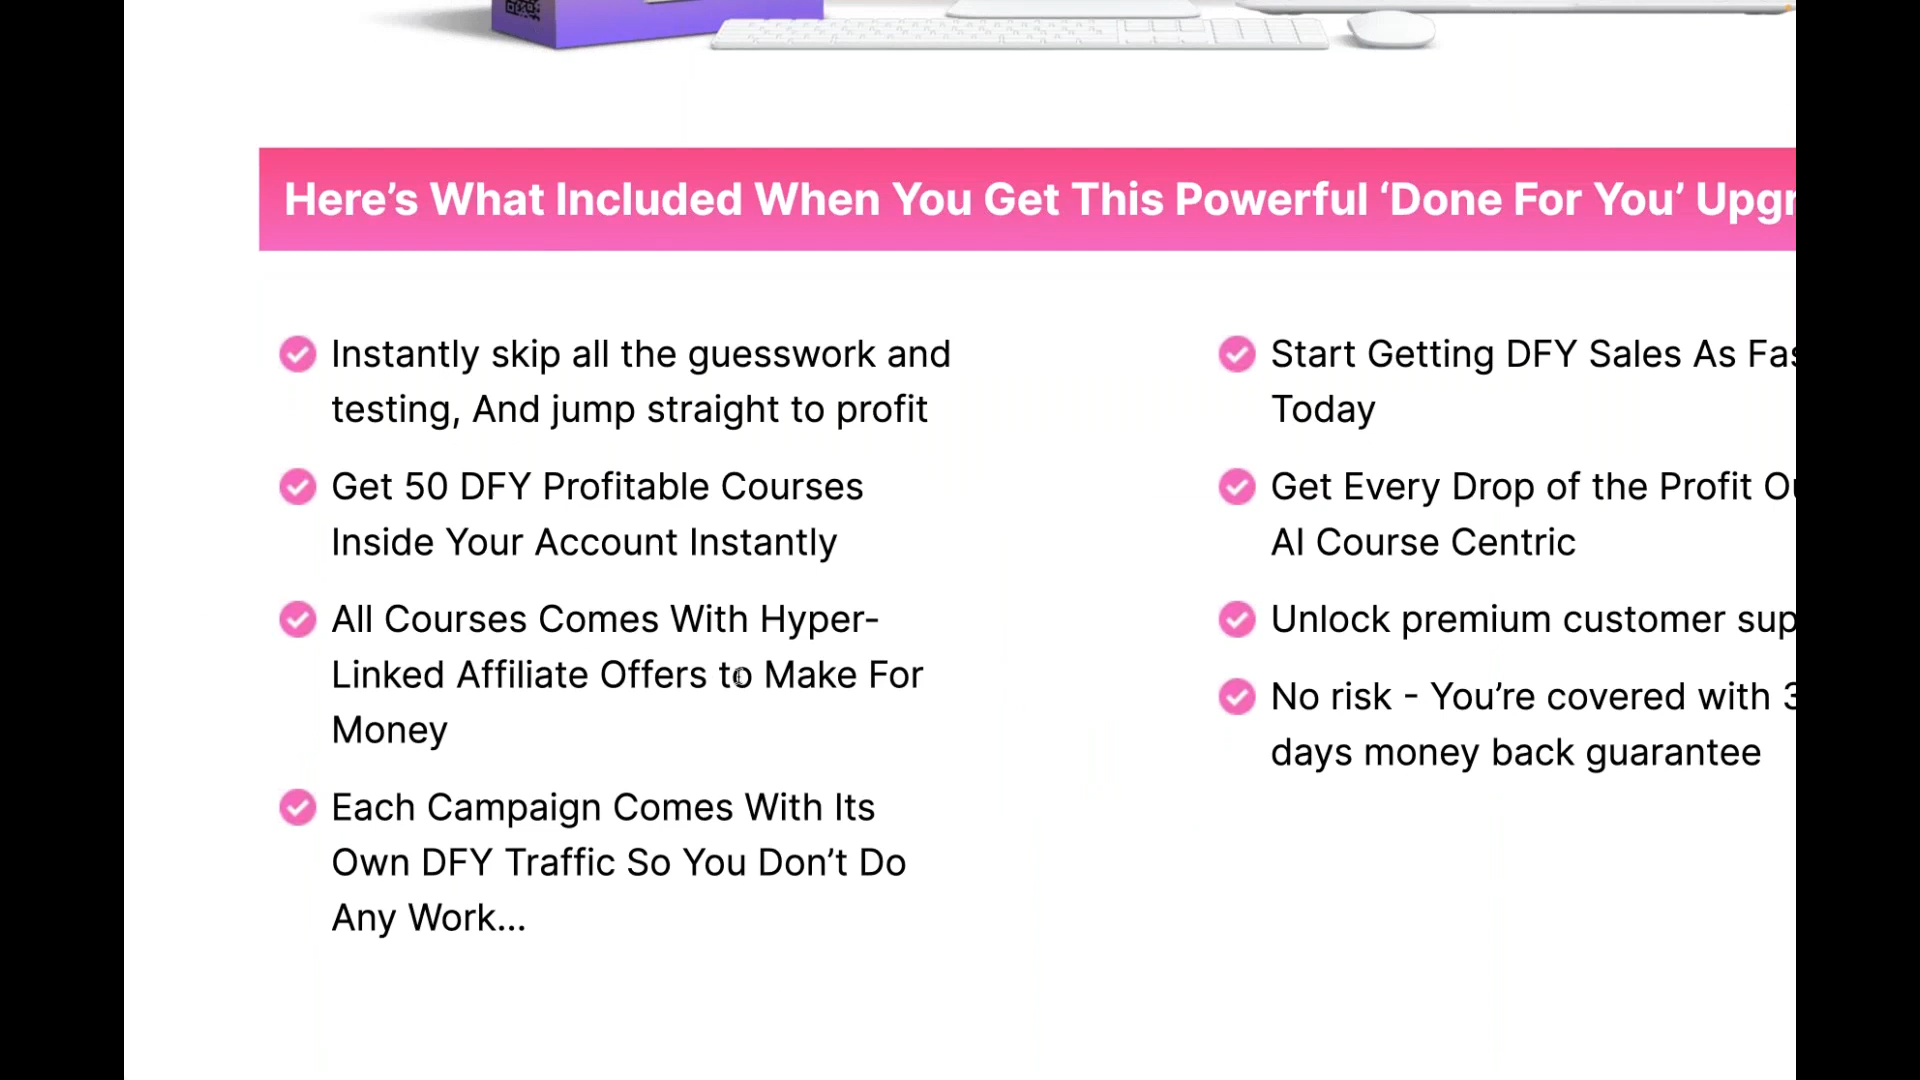 Here’s What Included When You Get This Powerful ‘Done For You’
Instantly skip all the guesswork and
testing, And jump straight to profit
Get 50 DFY Profitable Courses
Inside Your Account Instantly
All Courses Comes With Hyper-
Linked Affiliate Offers to Make For
Money
Each Campaign Comes With Its
Own DFY Traffic So You Don’t Do
Any Work...
Start Getting DFY Sales As
Today
Get Every Drop of the Profit
AI Course Centric
Unlock premium customer
No risk - You’re covered with
days money back guarantee